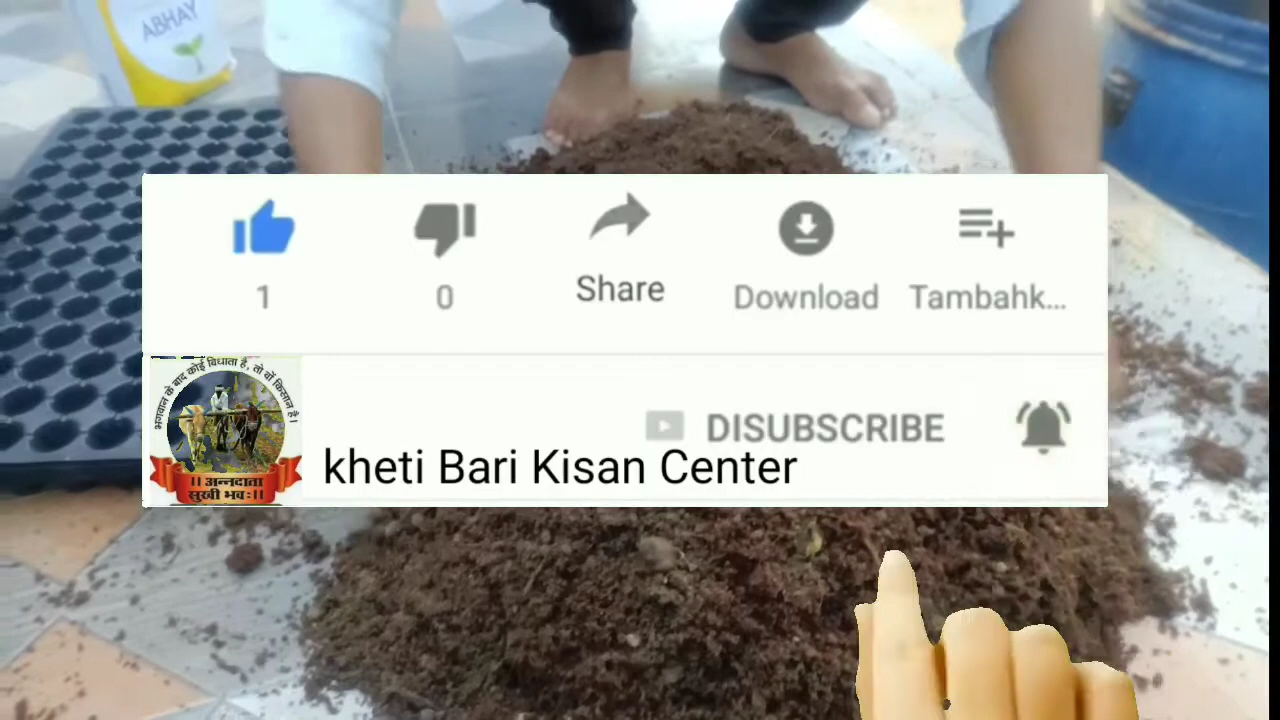 ABHAY
1
0
Share
Download
Tambahk...
भगवान के बाद कोई विधाता है, तो वों किसान है।
DISUBSCRIBE
kheti Bari Kisan Center
।। अन्नदाता
सुखी भवः।।